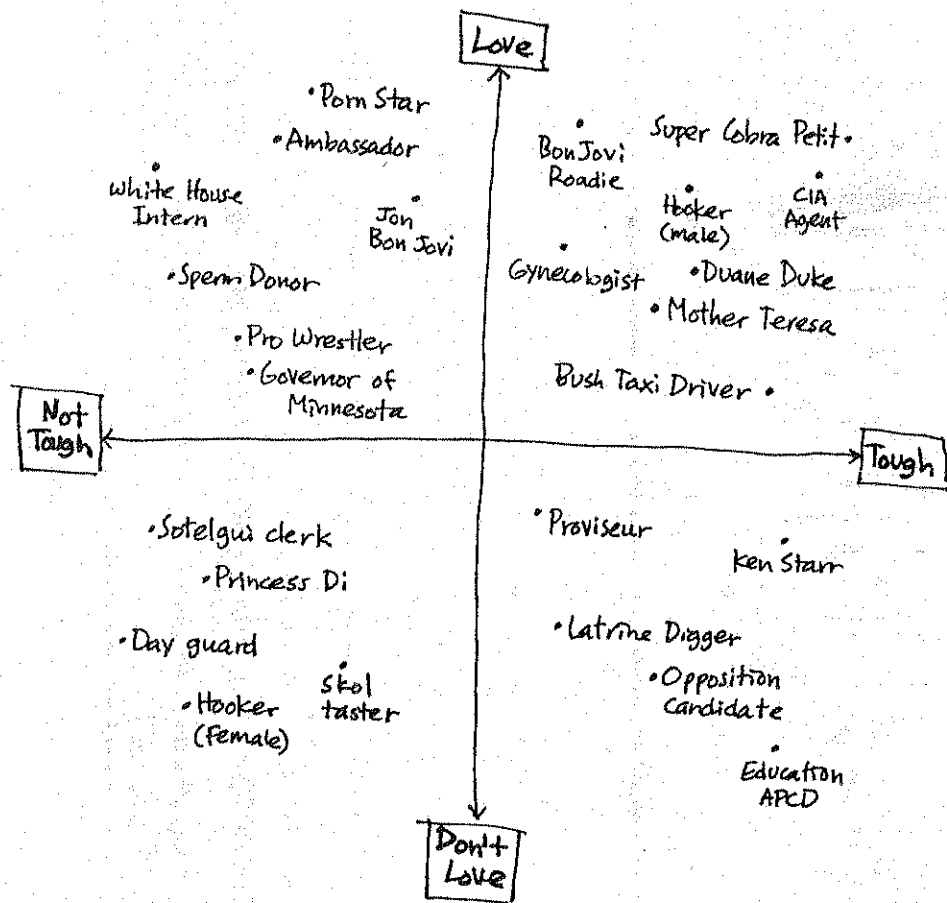 Love
Porn Star
Ambassador
White House
Intern
Jon
Bon Jovi
Sperm Donor
Pro Wrestler
Governor of
Minnesota
Bon Jovi
Roadie
Super Cobra Petit
Hooker
(male)
CIA
Agent
Gynecologist
Duane Duke
Mother Teresa
Bush Taxi Driver
Not
Tough
Tough
Sotelgui clerk
Princess Di
Day guard
Skol
taster
Hooker
(Female)
Proviseur
Ken Starr
Latrine Digger
Opposition
Candidate
Education
APCD
Don't
Love